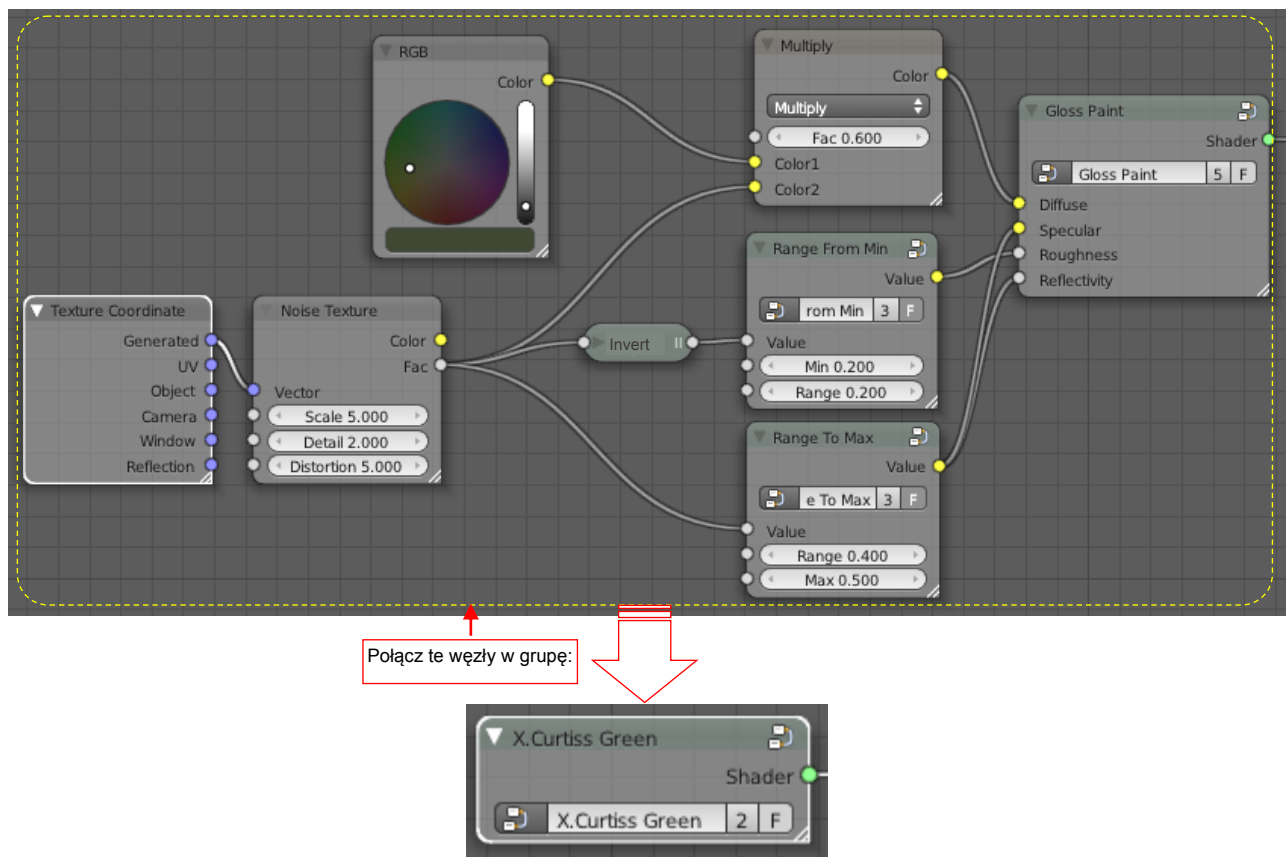 RGB
Color
Multiply
Color
Multiply
Fac 0.600
Color1
Color2
Gloss Paint
Shader
Gloss Paint 5 F
Diffuse
Specular
Roughness
Reflectivity
Texture Coordinate
Generated
UV
Object
Camera
Window
Reflection
Noise Texture
Color
Fac
Vector
Scale 5.000
Detail 2.000
Distortion 5.000
Invert
Range From Min
Value
rom Min 3 F
Value
Min 0.200
Range 0.200
Range To Max
Value
e To Max 3 F
Value
Range 0.400
Max 0.500
Połącz te węzły w grupę:
X.Curtiss Green
Shader
X.Curtiss Green 2 F